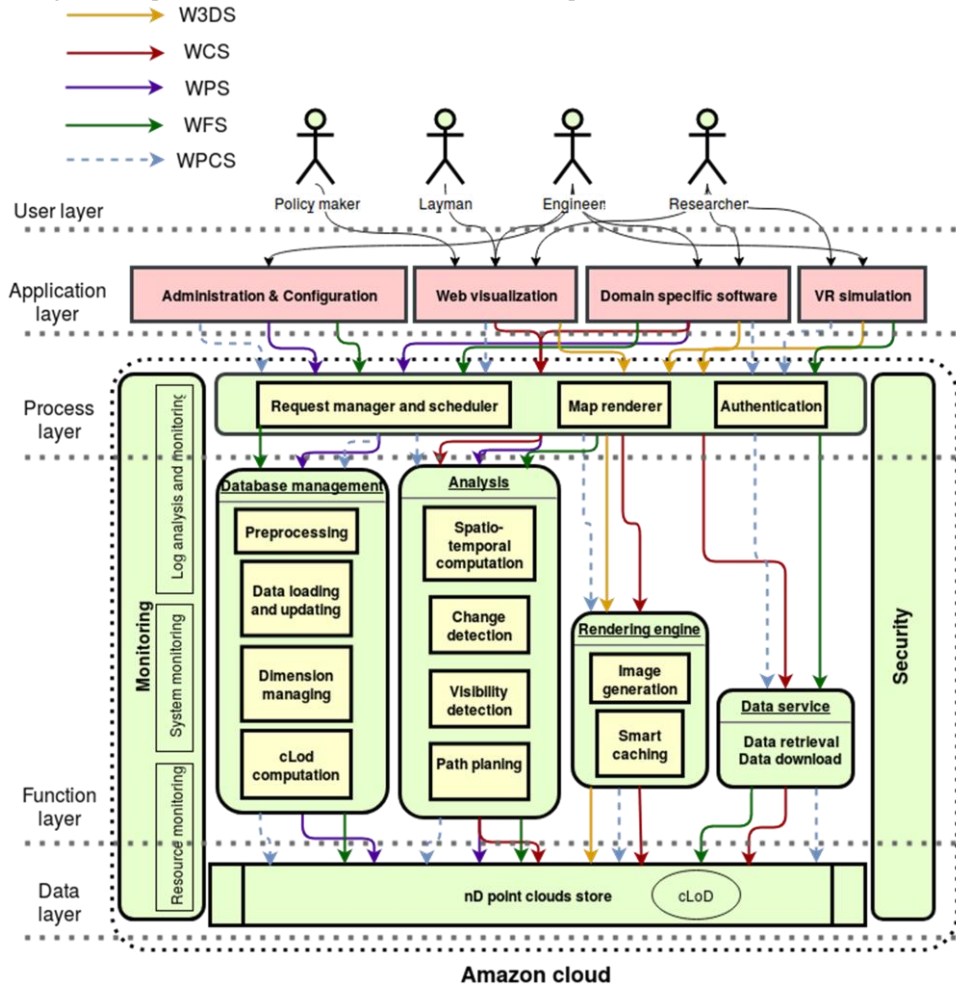 W3DS
WCS
WPS
WFS
WPCS
Policy maker
Layman
Engineer
Researcher
User layer
Application
layer
Administration & Configuration
Web visualization
Domain specific software
VR simulation
Process
layer
Request manager and scheduler
Map renderer
Authentication
Monitoring
Log analysis and monitoring
System monitoring
Resource monitoring
Database management
Preprocessing
Data loading
and updating
Dimension
managing
cLod
computation
Analysis
Spatio-
temporal
computation
Change
detection
Visibility
detection
Path planing
Rendering engine
Image
generation
Smart
caching
Data service
Data retrieval
Data download
Security
Function
layer
Data
layer
nD point clouds store
cLoD
Amazon cloud